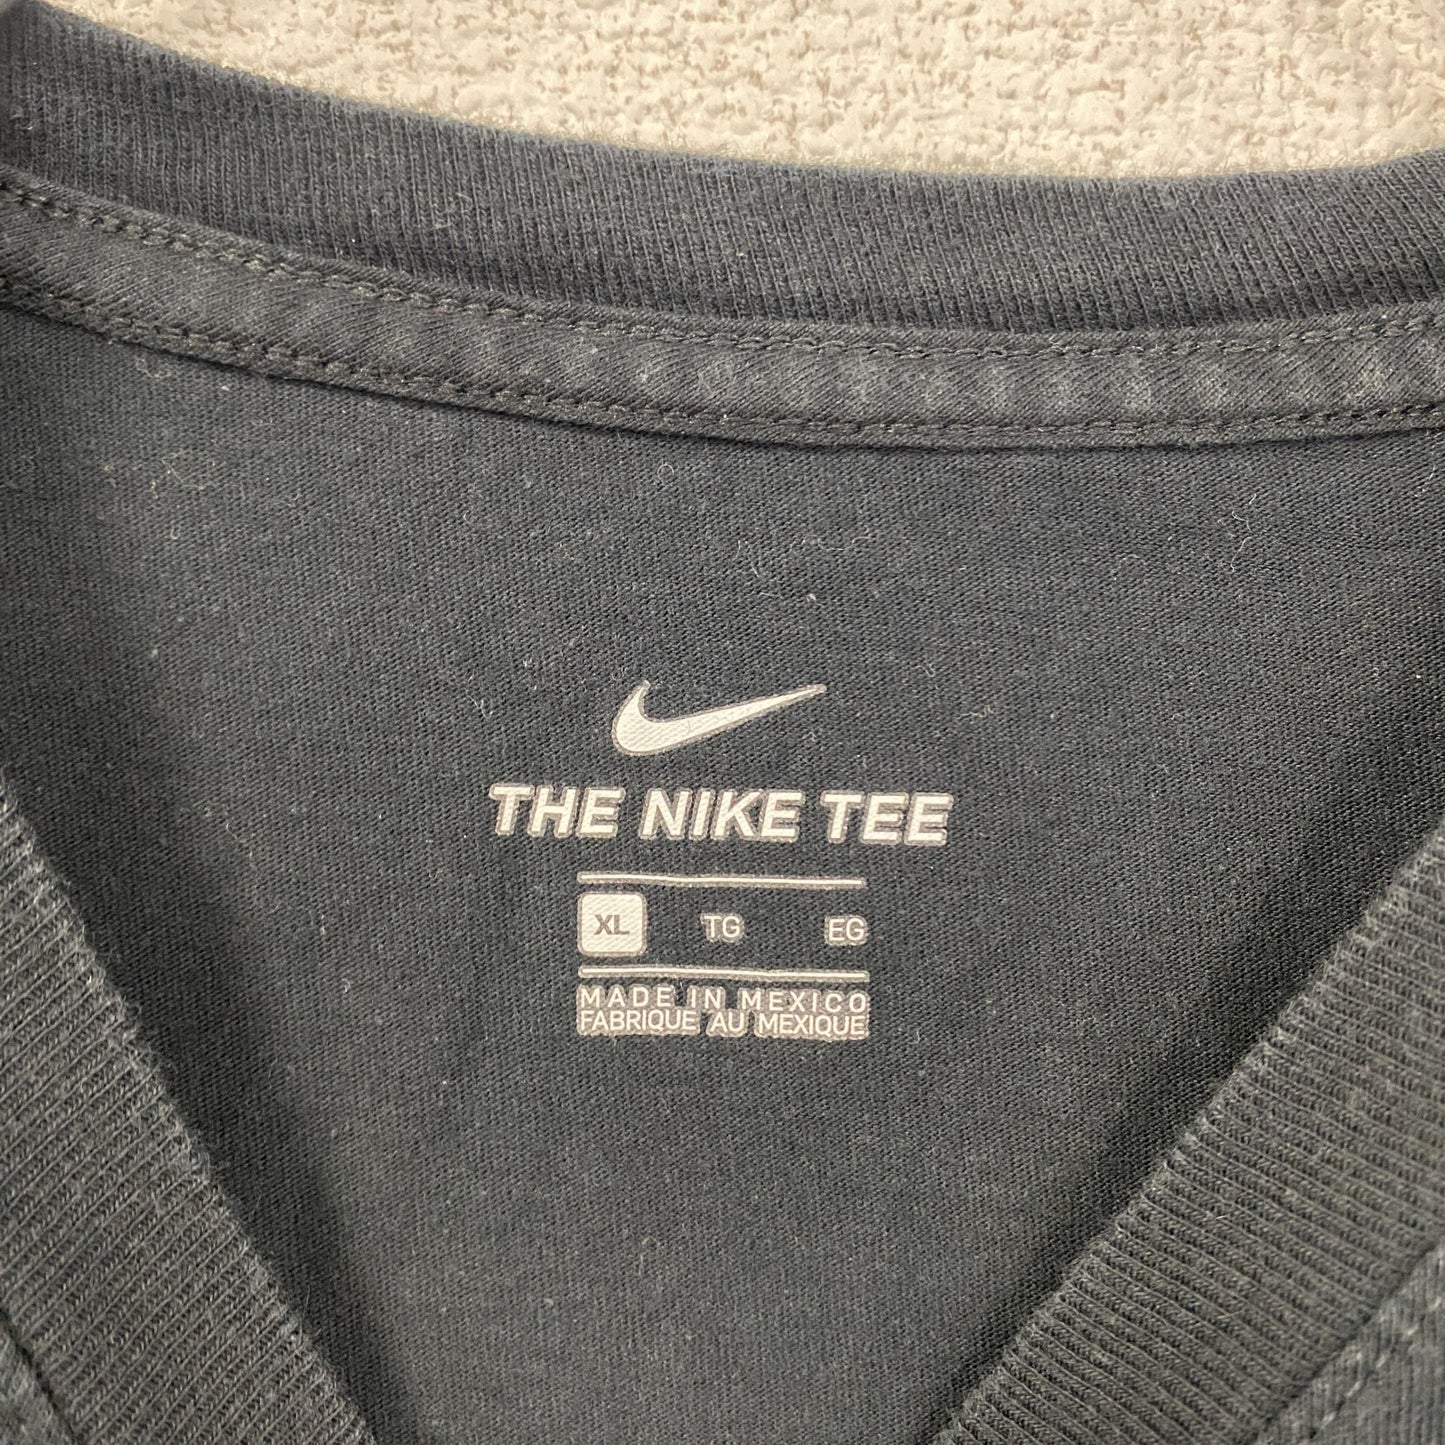 THE NIKE TEE
XL TG EG
MADE IN MEXICO
FABRIQUE AU MEXIQUE